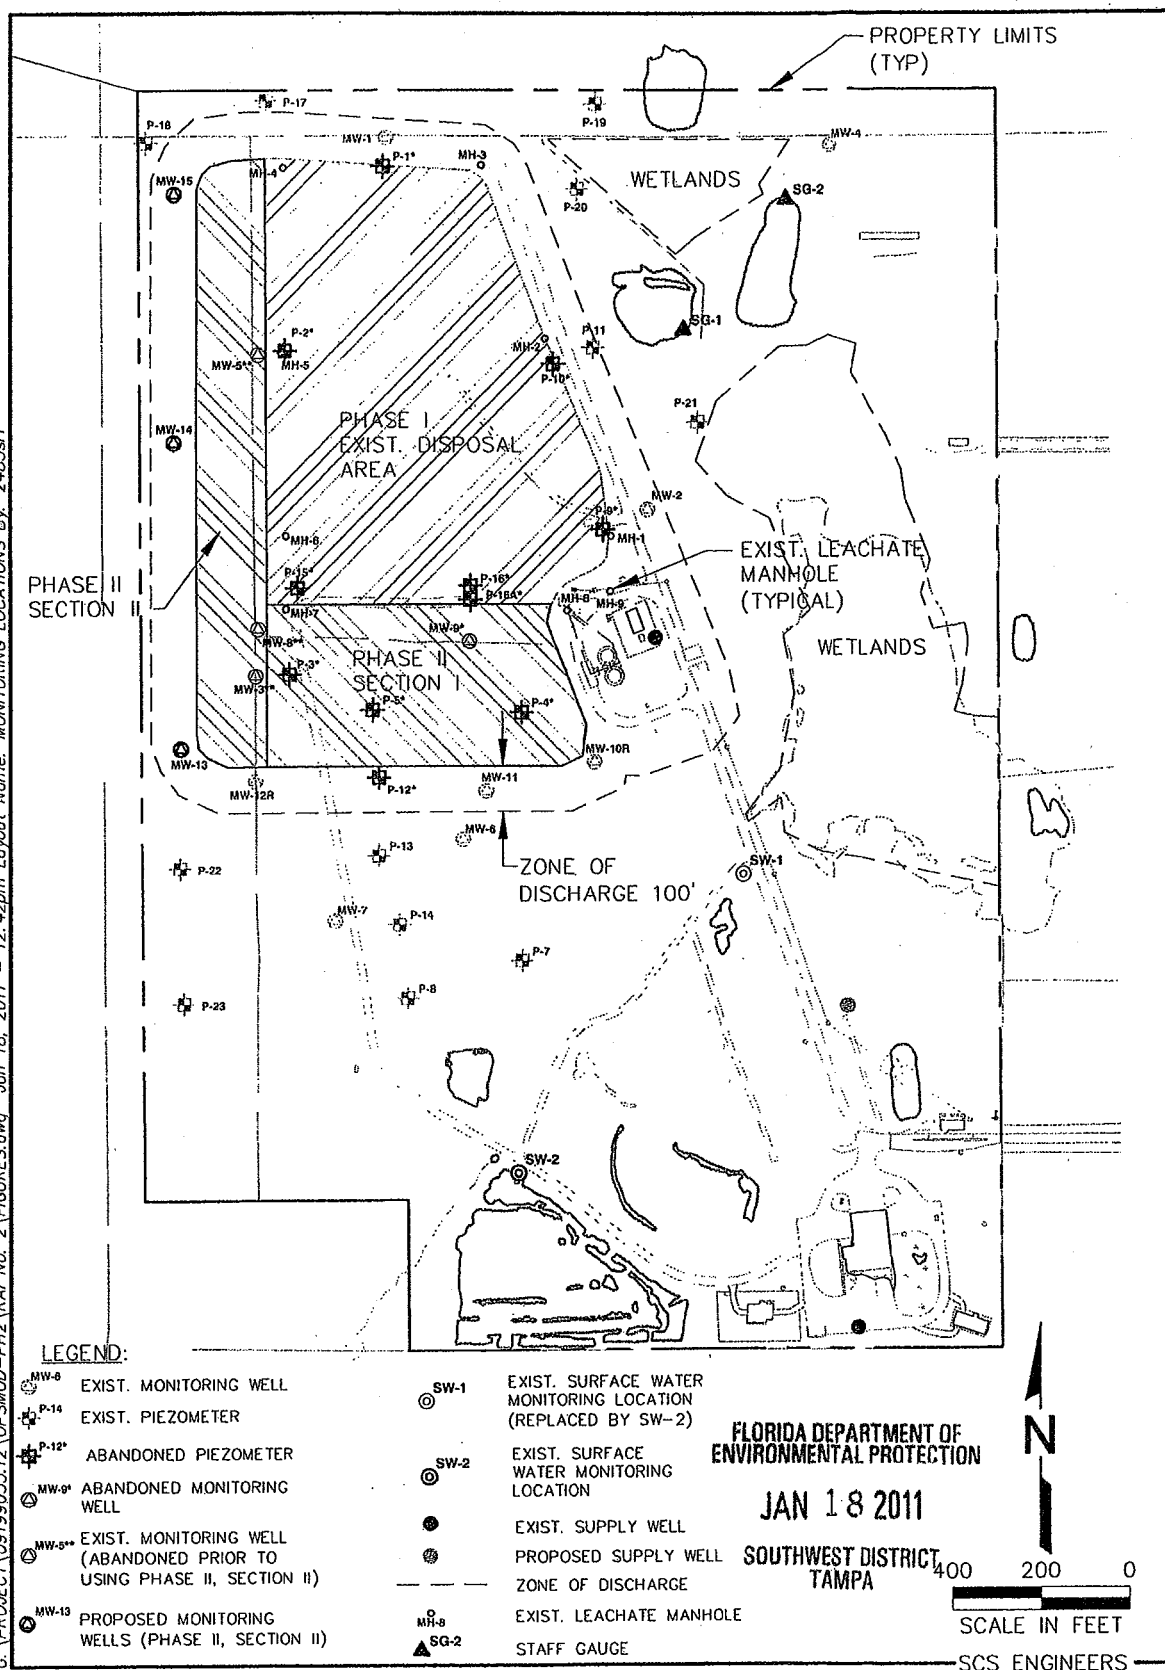 PROPERTY LIMITS
(TYP)
P-17
P-18
P-19
MW-1
MW-4
P-1*
MH-3
MH-4
MW-15
WETLANDS
SG-2
P-20
SG-1
P-2*
MW-5**
MH-5
MH-2
P-11
P-10*
P-21
MW-14
PHASE I
EXIST. DISPOSAL
AREA
MW-2
P-9*
MH-1
MH-6
EXIST. LEACHATE
MANHOLE
(TYPICAL)
PHASE II
SECTION II
P-15*
P-16*
P-16A*
MH-8
MH-9
MH-7
MW-8**
MW-9*
WETLANDS
PHASE II
SECTION I
P-3*
MW-3**
P-5*
P-4*
MW-13
MW-10R
MW-12R
P-12*
MW-11
MW-6
P-13
ZONE OF
DISCHARGE 100'
SW-1
P-22
MW-7
P-14
P-7
P-8
P-23
SW-2
LEGEND:
MW-6 EXIST. MONITORING WELL
P-14 EXIST. PIEZOMETER
P-12* ABANDONED PIEZOMETER
MW-9* ABANDONED MONITORING
WELL
MW-5** EXIST. MONITORING WELL
(ABANDONED PRIOR TO
USING PHASE II, SECTION II)
MW-13 PROPOSED MONITORING
WELLS (PHASE II, SECTION II)
SW-1 EXIST. SURFACE WATER
MONITORING LOCATION
(REPLACED BY SW-2)
SW-2 EXIST. SURFACE
WATER MONITORING
LOCATION
EXIST. SUPPLY WELL
PROPOSED SUPPLY WELL
ZONE OF DISCHARGE
MH-8 EXIST. LEACHATE MANHOLE
SG-2 STAFF GAUGE
FLORIDA DEPARTMENT OF
ENVIRONMENTAL PROTECTION
JAN 18 2011
SOUTHWEST DISTRICT
TAMPA
N
400 200 0
SCALE IN FEET
SCS ENGINEERS